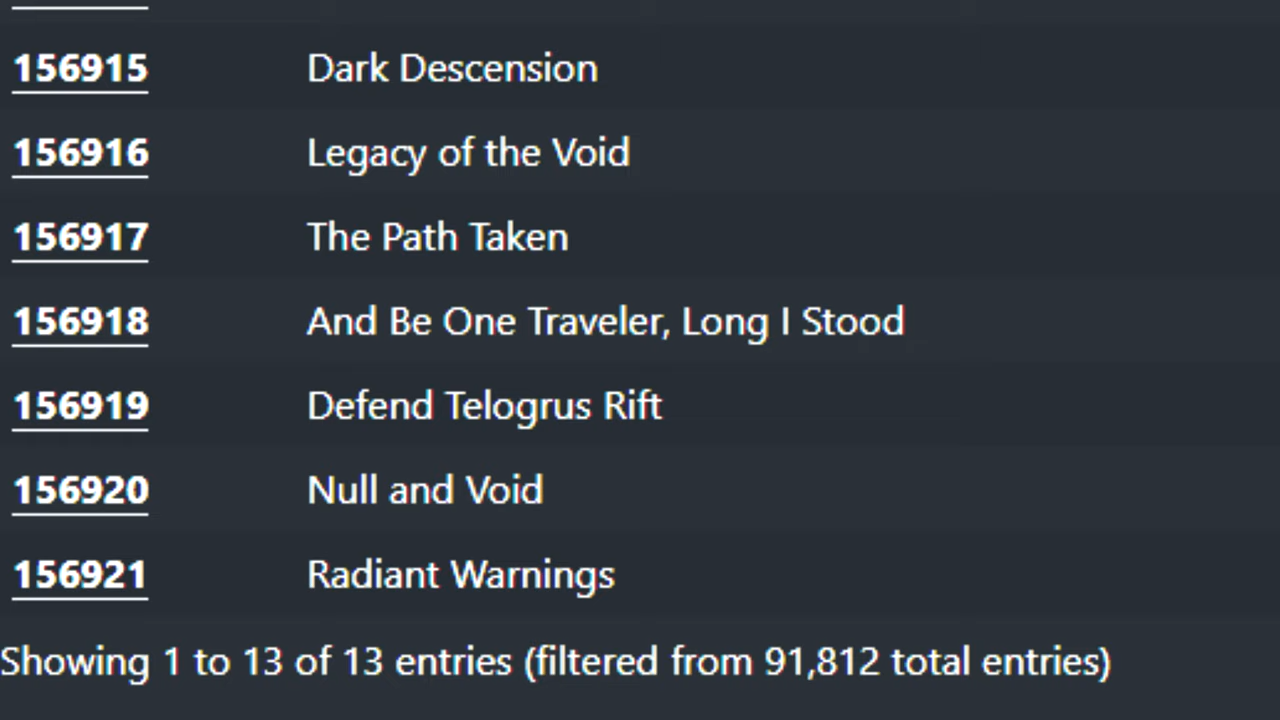 156915 Dark Descension
156916 Legacy of the Void
156917 The Path Taken
156918 And Be One Traveler, Long I Stood
156919 Defend Telogrus Rift
156920 Null and Void
156921 Radiant Warnings
Showing 1 to 13 of 13 entries (filtered from 91,812 total entries)